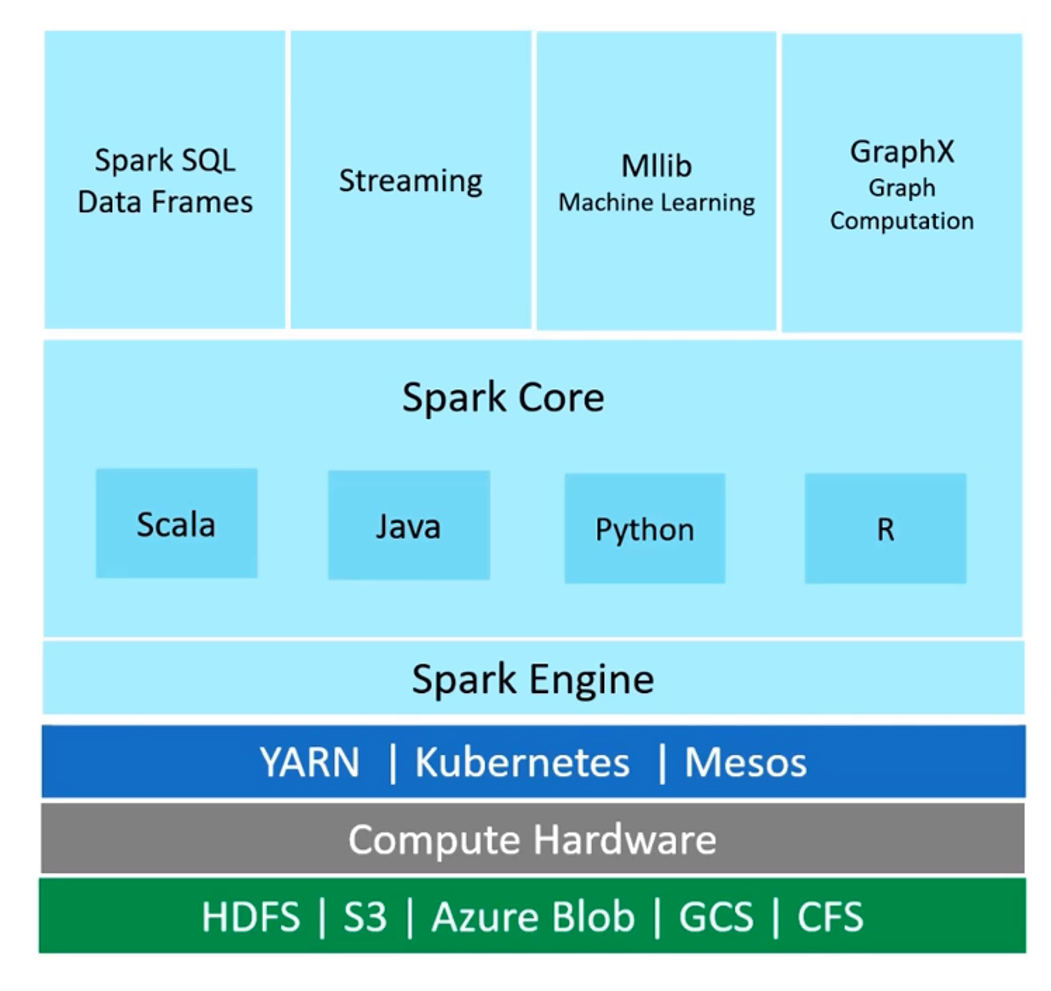 Spark SQL
Data Frames
Streaming
Mllib
Machine Learning
GraphX
Graph
Computation
Spark Core
Scala
Java
Python
R
Spark Engine
YARN | Kubernetes | Mesos
Compute Hardware
HDFS | S3 | Azure Blob | GCS | CFS